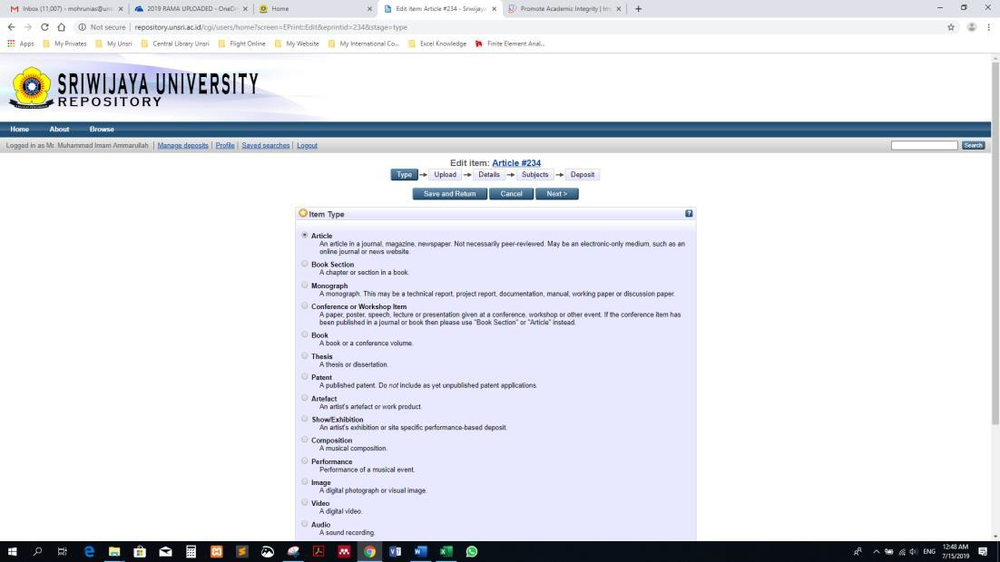 Inbox (11,007) - mohrunias@uns
2019 RAMA UPLOADED - OneDr
Home
Edit item: Article #234 - Sriwijaya
Promote Academic Integrity | Im
Not secure | repository.unsri.ac.id/cgi/users/home?screen=EPrint::Edit&eprintid=234&stage=type
Apps My Privates My Unsri Central Library Unsri Flight Online My Website My International Co... Excel Knowledge Finite Element Anal...
SRIWIJAYA UNIVERSITY
REPOSITORY
Home About Browse
Logged in as Mr. Muhammad Imam Ammarullah | Manage deposits | Profile | Saved searches | Logout
Search
Edit item: Article #234
Type → Upload → Details → Subjects → Deposit
Save and Return Cancel Next >
Item Type ?
Article
An article in a journal, magazine, newspaper. Not necessarily peer-reviewed. May be an electronic-only medium, such as an
online journal or news website.
Book Section
A chapter or section in a book.
Monograph
A monograph. This may be a technical report, project report, documentation, manual, working paper or discussion paper.
Conference or Workshop Item
A paper, poster, speech, lecture or presentation given at a conference, workshop or other event. If the conference item has
been published in a journal or book then please use "Book Section" or "Article" instead.
Book
A book or a conference volume.
Thesis
A thesis or dissertation.
Patent
A published patent. Do not include as yet unpublished patent applications.
Artefact
An artist's artefact or work product.
Show/Exhibition
An artist's exhibition or site specific performance-based deposit.
Composition
A musical composition.
Performance
Performance of a musical event.
Image
A digital photograph or visual image.
Video
A digital video.
Audio
A sound recording.
ENG
12:48 AM
7/15/2019